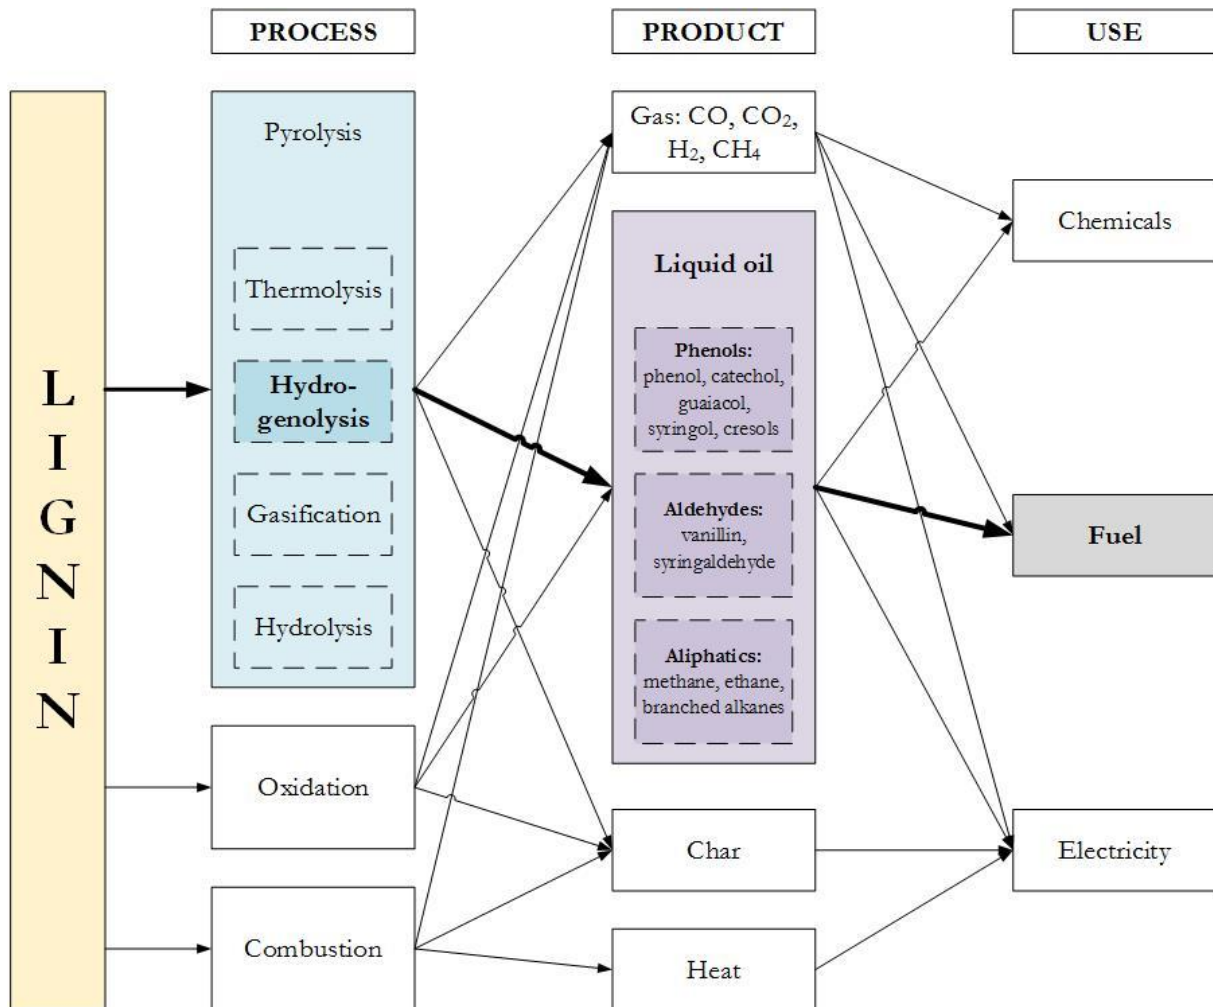 PROCESS
PRODUCT
USE
LIGNIN
Pyrolysis
Thermolysis
Hydro-
genolysis
Gasification
Hydrolysis
Oxidation
Combustion
Gas: CO, CO₂,
H₂, CH₄
Liquid oil
Phenols:
phenol, catechol,
guaiacol,
syringol, cresols
Aldehydes:
vanillin,
syringaldehyde
Aliphatics:
methane, ethane,
branched alkanes
Char
Heat
Chemicals
Fuel
Electricity